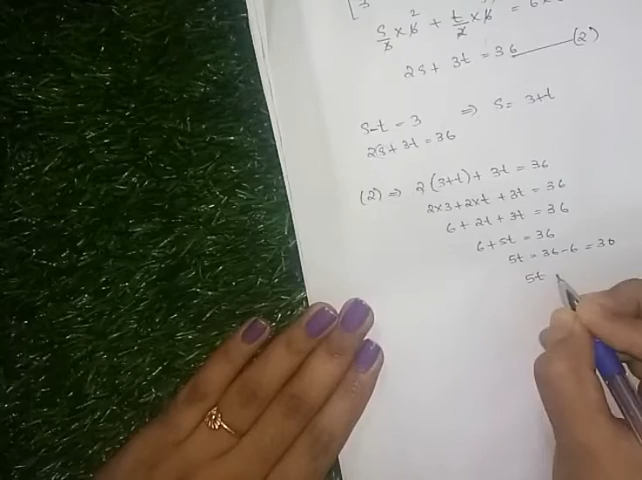 s/3 × 6 + t/2 × 6 = 6 ×
2s + 3t = 36 (2)
s-t = 3 ⇒ s = 3+t
2s + 3t = 36
(2) ⇒ 2(3+t) + 3t = 36
2×3+2×t + 3t = 36
6 + 2t + 3t = 36
6 + 5t = 36
5t = 36-6 = 30
5t